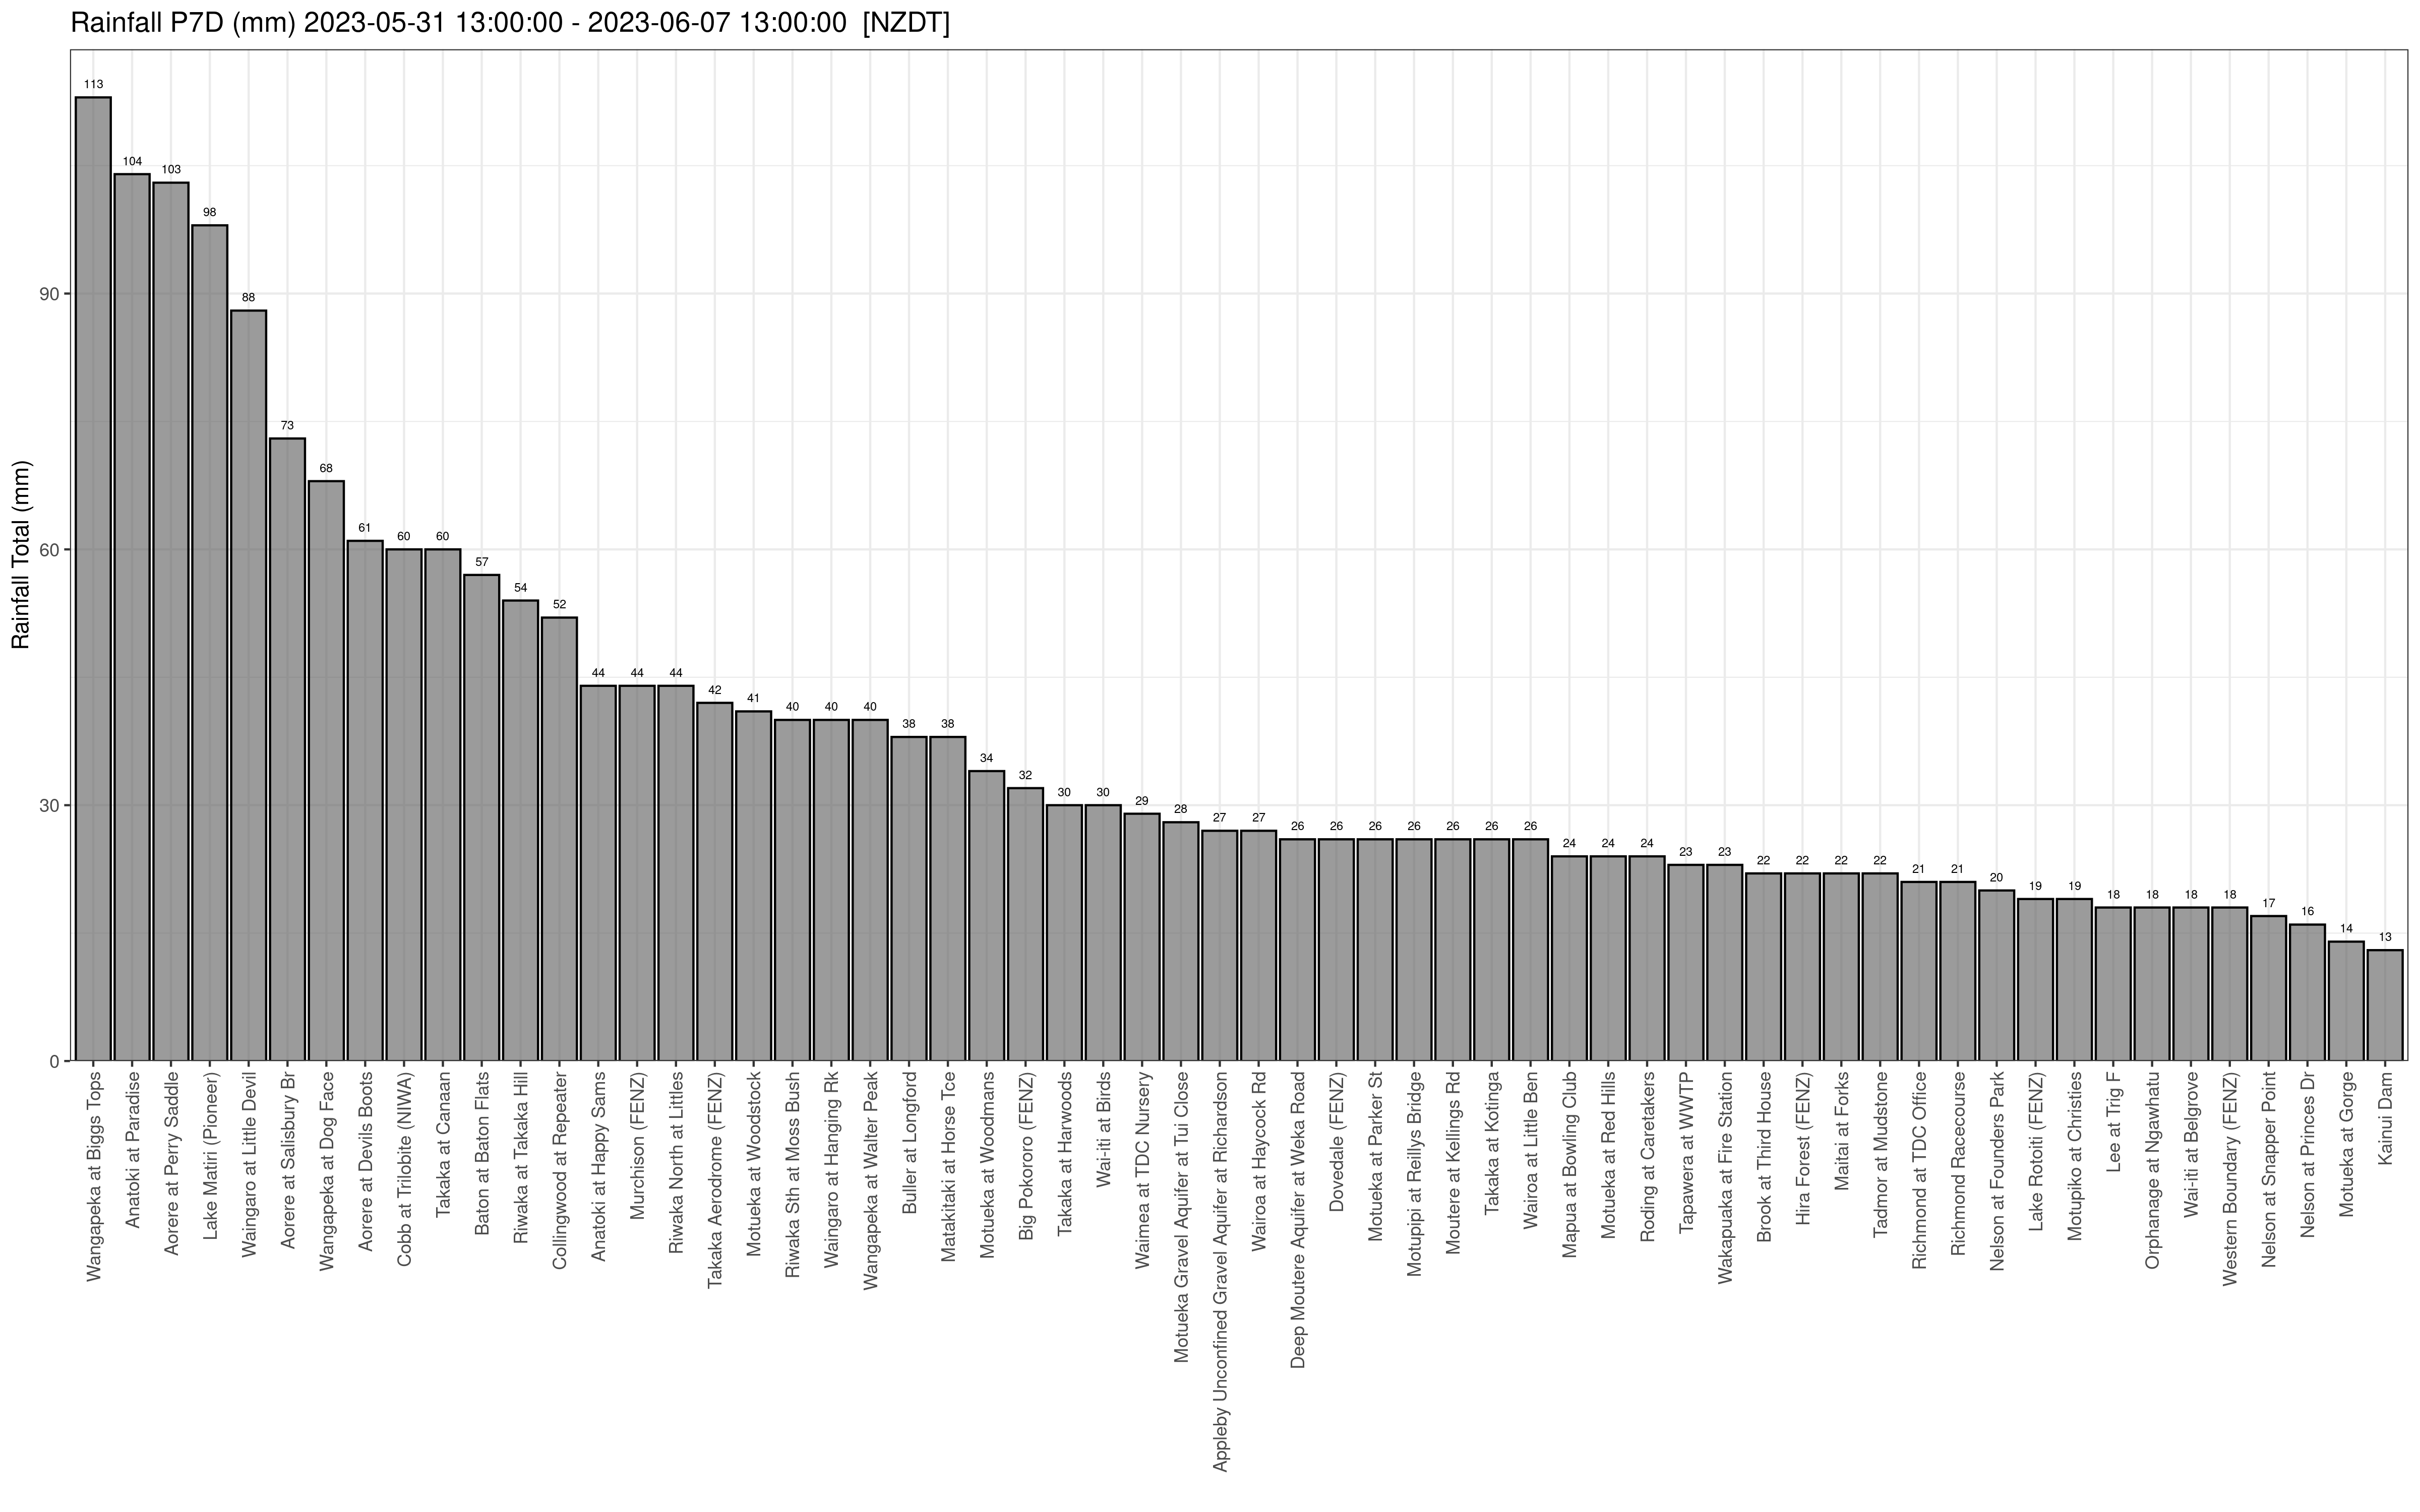 Rainfall P7D (mm) 2023-05-31 13:00:00 - 2023-06-07 13:00:00 [NZDT]
Rainfall Total (mm)
90
60
30
0
113
104
103
98
88
73
68
61
60
60
57
54
52
44
44
44
42
41
40
40
40
38
38
34
32
30
30
29
28
27
27
26
26
26
26
26
26
26
24
24
24
23
23
22
22
22
22
21
21
20
19
19
18
18
18
18
17
16
14
13
Wangapeka at Biggs Tops
Anatoki at Paradise
Aorere at Perry Saddle
Lake Matiri (Pioneer)
Waingaro at Little Devil
Aorere at Salisbury Br
Wangapeka at Dog Face
Aorere at Devils Boots
Cobb at Trilobite (NIWA)
Takaka at Canaan
Baton at Baton Flats
Riwaka at Takaka Hill
Collingwood at Repeater
Anatoki at Happy Sams
Murchison (FENZ)
Riwaka North at Littles
Takaka Aerodrome (FENZ)
Motueka at Woodstock
Riwaka Sth at Moss Bush
Waingaro at Hanging Rk
Wangapeka at Walter Peak
Buller at Longford
Matakitaki at Horse Tce
Motueka at Woodmans
Big Pokororo (FENZ)
Takaka at Harwoods
Wai-iti at Birds
Waimea at TDC Nursery
Motueka Gravel Aquifer at Tui Close
Appleby Unconfined Gravel Aquifer at Richardson
Wairoa at Haycock Rd
Deep Moutere Aquifer at Weka Road
Dovedale (FENZ)
Motueka at Parker St
Motupipi at Reillys Bridge
Moutere at Kellings Rd
Takaka at Kotinga
Wairoa at Little Ben
Mapua at Bowling Club
Motueka at Red Hills
Roding at Caretakers
Tapawera at WWTP
Wakapuaka at Fire Station
Brook at Third House
Hira Forest (FENZ)
Maitai at Forks
Tadmor at Mudstone
Richmond at TDC Office
Richmond Racecourse
Nelson at Founders Park
Lake Rotoiti (FENZ)
Motupiko at Christies
Lee at Trig F
Orphanage at Ngawhatu
Wai-iti at Belgrove
Western Boundary (FENZ)
Nelson at Snapper Point
Nelson at Princes Dr
Motueka at Gorge
Kainui Dam